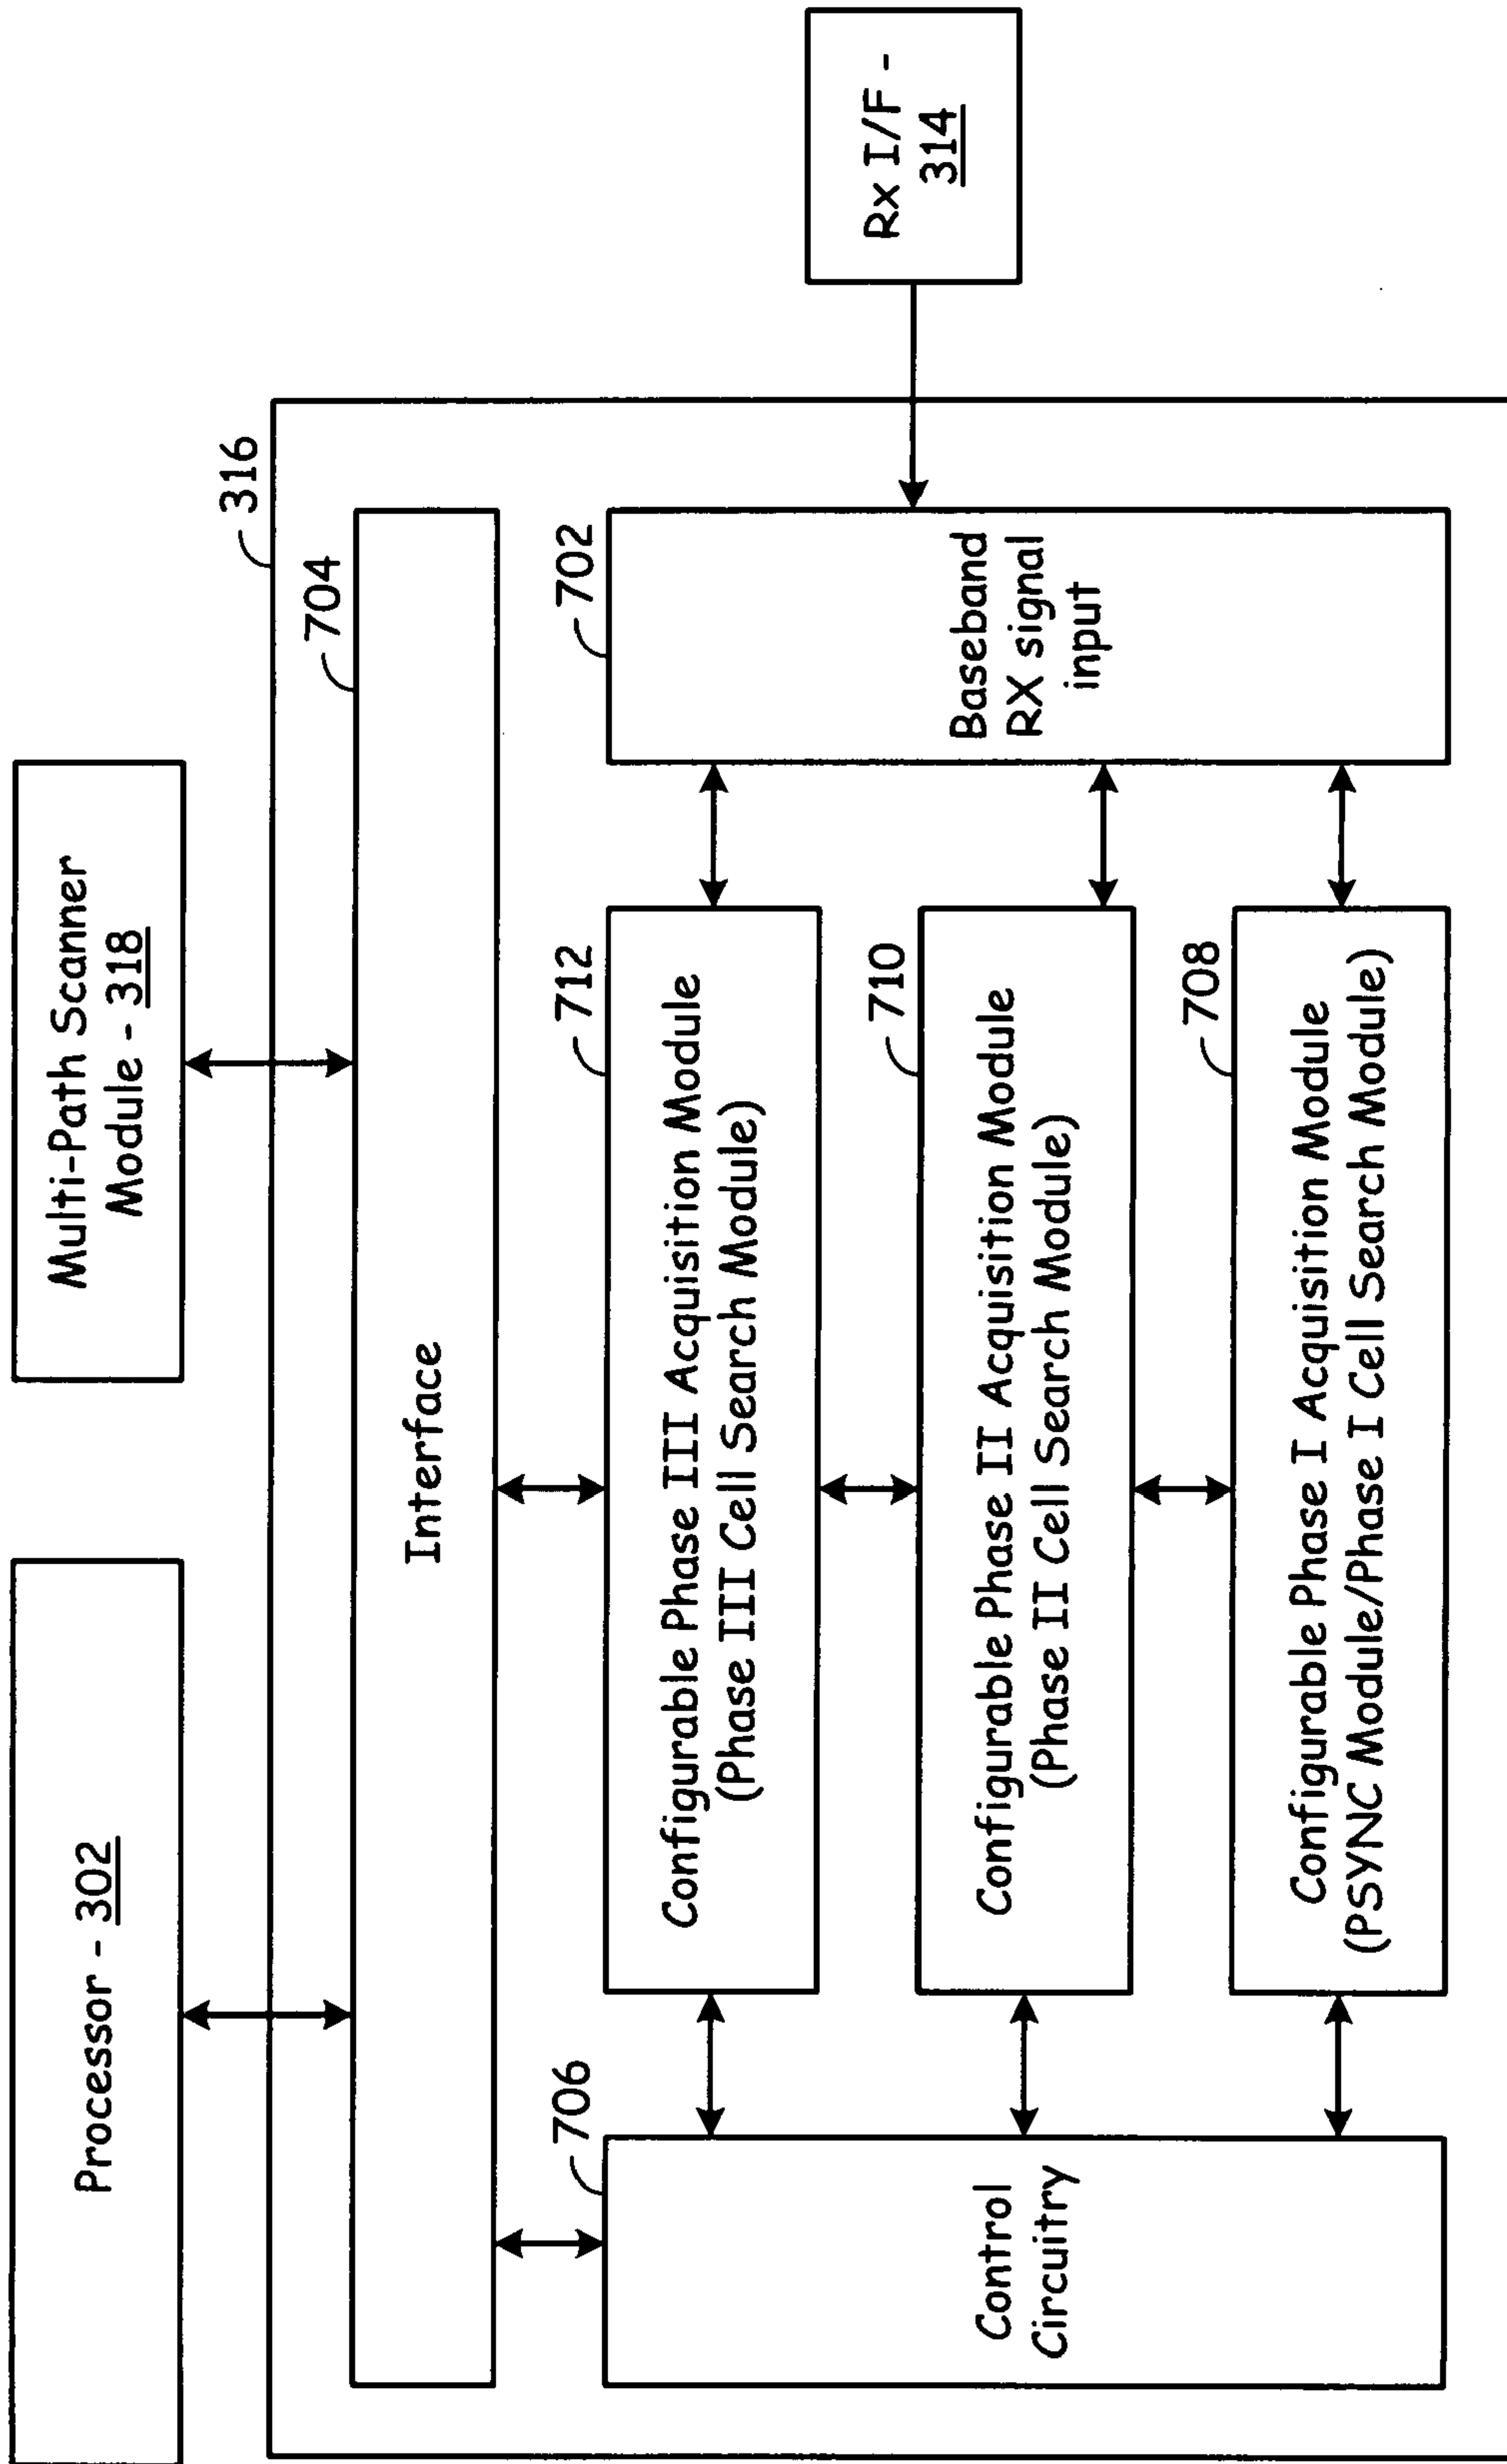 Processor - 302
Multi-Path Scanner
Module - 318
316
704
Interface
706
Control
Circuitry
712
Configurable Phase III Acquisition Module
(Phase III Cell Search Module)
710
Configurable Phase II Acquisition Module
(Phase II Cell Search Module)
708
Configurable Phase I Acquisition Module
(PSYNC Module/Phase I Cell Search Module)
702
Baseband
RX signal
input
Rx I/F -
314